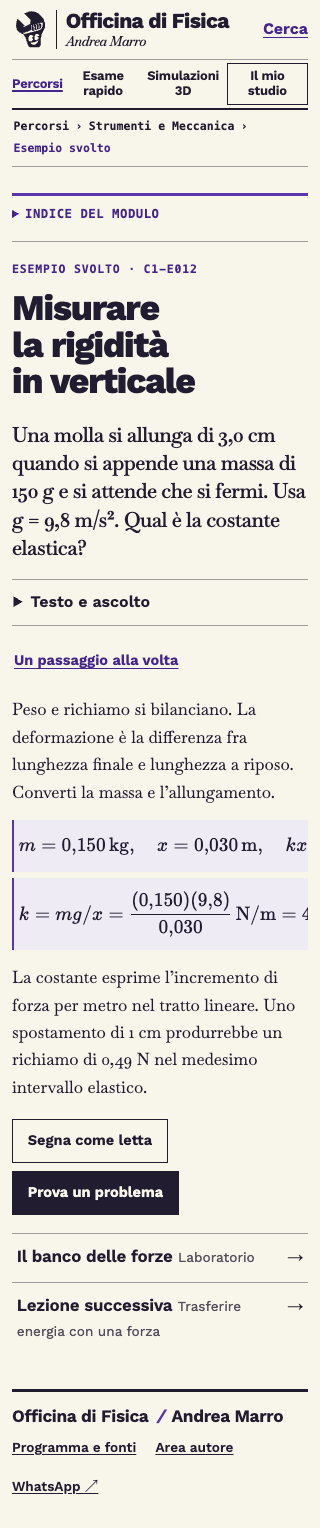 Officina di Fisica
Andrea Marro
Cerca
Percorsi
Esame
rapido
Simulazioni
3D
Il mio
studio
Percorsi › Strumenti e Meccanica ›
Esempio svolto
▶ INDICE DEL MODULO
ESEMPIO SVOLTO · C1–E012
Misurare
la rigidità
in verticale
Una molla si allunga di 3,0 cm
quando si appende una massa di
150 g e si attende che si fermi. Usa
g = 9,8 m/s². Qual è la costante
elastica?
▶ Testo e ascolto
Un passaggio alla volta
Peso e richiamo si bilanciano. La
deformazione è la differenza fra
lunghezza finale e lunghezza a riposo.
Converti la massa e l’allungamento.
m = 0,150 kg, x = 0,030 m, kx
k = mg/x = (0,150)(9,8) / 0,030 N/m = 4
La costante esprime l’incremento di
forza per metro nel tratto lineare. Uno
spostamento di 1 cm produrrebbe un
richiamo di 0,49 N nel medesimo
intervallo elastico.
Segna come letta
Prova un problema
Il banco delle forze Laboratorio →
Lezione successiva Trasferire →
energia con una forza
Officina di Fisica / Andrea Marro
Programma e fonti Area autore
WhatsApp ↗